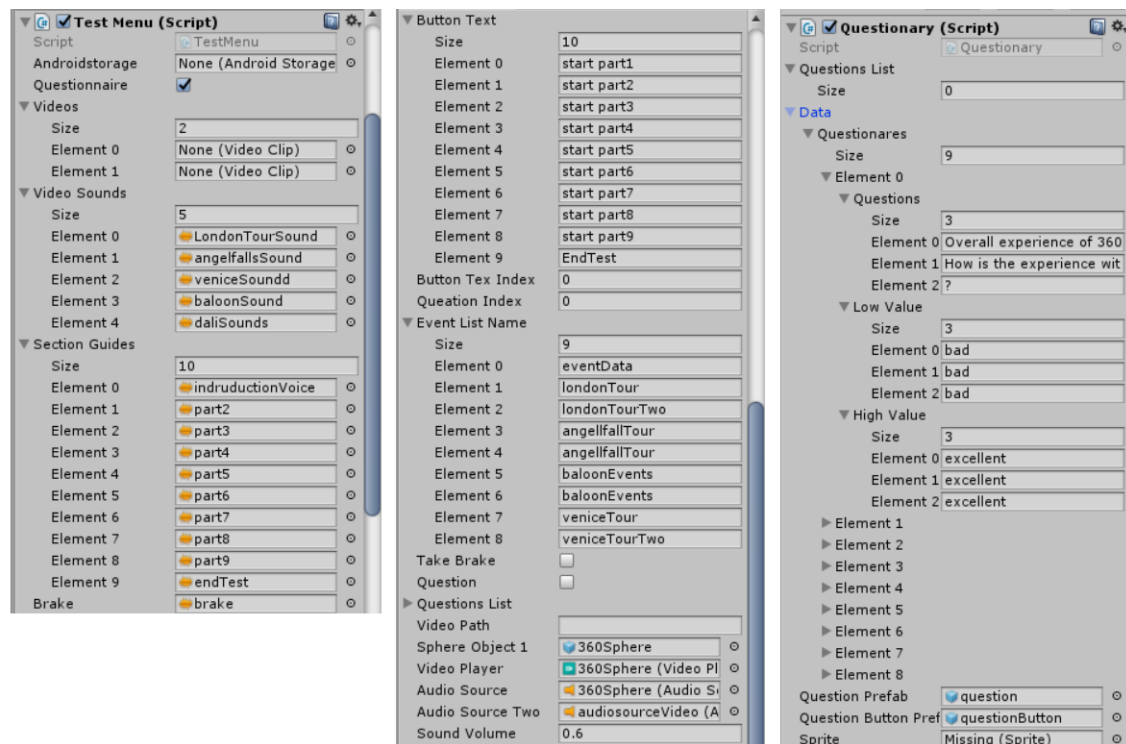 Test Menu (Script)
Script TestMenu
Androidstorage None (Android Storage
Questionnaire
Videos
Size 2
Element 0 None (Video Clip)
Element 1 None (Video Clip)
Video Sounds
Size 5
Element 0 LondonTourSound
Element 1 angelfallsSound
Element 2 veniceSoundd
Element 3 baloonSound
Element 4 daliSounds
Section Guides
Size 10
Element 0 indruductionVoice
Element 1 part2
Element 2 part3
Element 3 part4
Element 4 part5
Element 5 part6
Element 6 part7
Element 7 part8
Element 8 part9
Element 9 endTest
Brake brake
Button Text
Size 10
Element 0 start part1
Element 1 start part2
Element 2 start part3
Element 3 start part4
Element 4 start part5
Element 5 start part6
Element 6 start part7
Element 7 start part8
Element 8 start part9
Element 9 EndTest
Button Tex Index 0
Queation Index 0
Event List Name
Size 9
Element 0 eventData
Element 1 londonTour
Element 2 londonTourTwo
Element 3 angellfallTour
Element 4 angellfallTour
Element 5 baloonEvents
Element 6 baloonEvents
Element 7 veniceTour
Element 8 veniceTourTwo
Take Brake
Question
Questions List
Video Path
Sphere Object 1 360Sphere
Video Player 360Sphere (Video Pl
Audio Source 360Sphere (Audio S
Audio Source Two audiosourceVideo (A
Sound Volume 0.6
Questionary (Script)
Script Questionary
Questions List
Size 0
Data
Questionares
Size 9
Element 0
Questions
Size 3
Element 0 Overall experience of 360
Element 1 How is the experience wit
Element 2 ?
Low Value
Size 3
Element 0 bad
Element 1 bad
Element 2 bad
High Value
Size 3
Element 0 excellent
Element 1 excellent
Element 2 excellent
Element 1
Element 2
Element 3
Element 4
Element 5
Element 6
Element 7
Element 8
Question Prefab question
Question Button Pref questionButton
Sprite Missing (Sprite)